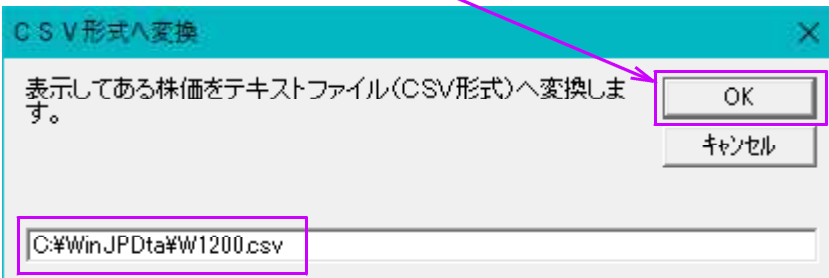 ＣＳＶ形式へ変換
表示してある株価をテキストファイル(CSV形式)へ変換しま
す。
OK
キャンセル
C:¥WinJPDta¥W1200.csv